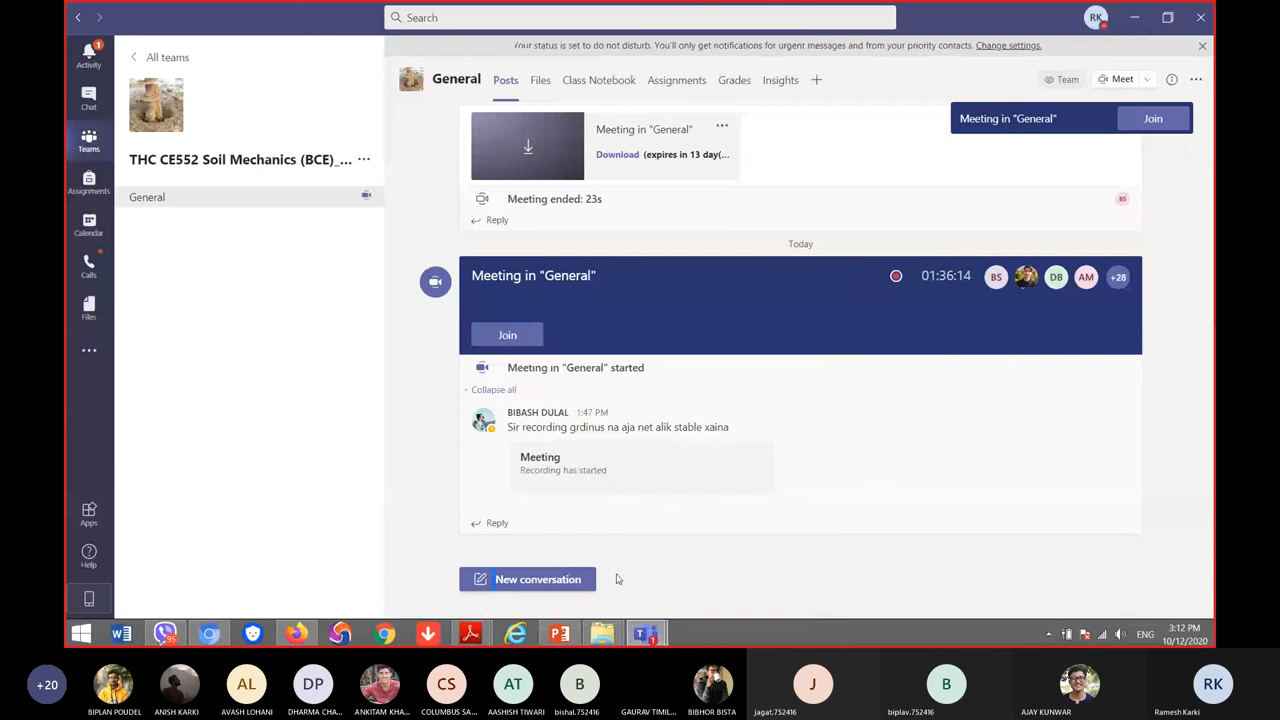 Search
RK
Your status is set to do not disturb. You'll only get notifications for urgent messages and from your priority contacts. Change settings.
Activity
1
Chat
Teams
Assignments
Calendar
Calls
Files
Apps
Help
All teams
THC CE552 Soil Mechanics (BCE)_...
General
General
Posts
Files
Class Notebook
Assignments
Grades
Insights
Team
Meet
Meeting in "General"
Join
Meeting in "General"
Download (expires in 13 day(...
Meeting ended: 23s
BS
Reply
Today
Meeting in "General"
01:36:14
BS
DB
AM
+28
Join
Meeting in "General" started
Collapse all
BIBASH DULAL 1:47 PM
Sir recording grdinus na aja net alik stable xaina
Meeting
Recording has started
Reply
New conversation
95
1
ENG
3:12 PM
10/12/2020
+20
BIPLAN POUDEL
ANISH KARKI
AL
AVASH LOHANI
DP
DHARMA CHA...
ANKITAM KHA...
CS
COLUMBUS SA...
AT
AASHISH TIWARI
B
bishal.752416
GAURAV TIMIL...
BIBHOR BISTA
J
jagat.752416
B
biplav.752416
AJAY KUNWAR
RK
Ramesh Karki